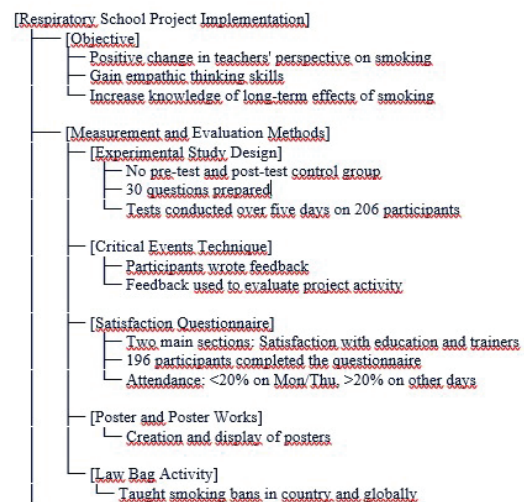 [Respiratory School Project Implementation]
[Objective]
Positive change in teachers' perspective on smoking
Gain empathic thinking skills
Increase knowledge of long-term effects of smoking
[Measurement and Evaluation Methods]
[Experimental Study Design]
No pre-test and post-test control group
30 questions prepared
Tests conducted over five days on 206 participants
[Critical Events Technique]
Participants wrote feedback
Feedback used to evaluate project activity
[Satisfaction Questionnaire]
Two main sections: Satisfaction with education and trainers
196 participants completed the questionnaire
Attendance: <20% on Mon/Thu, >20% on other days
[Poster and Poster Works]
Creation and display of posters
[Law Bag Activity]
Taught smoking bans in country and globally